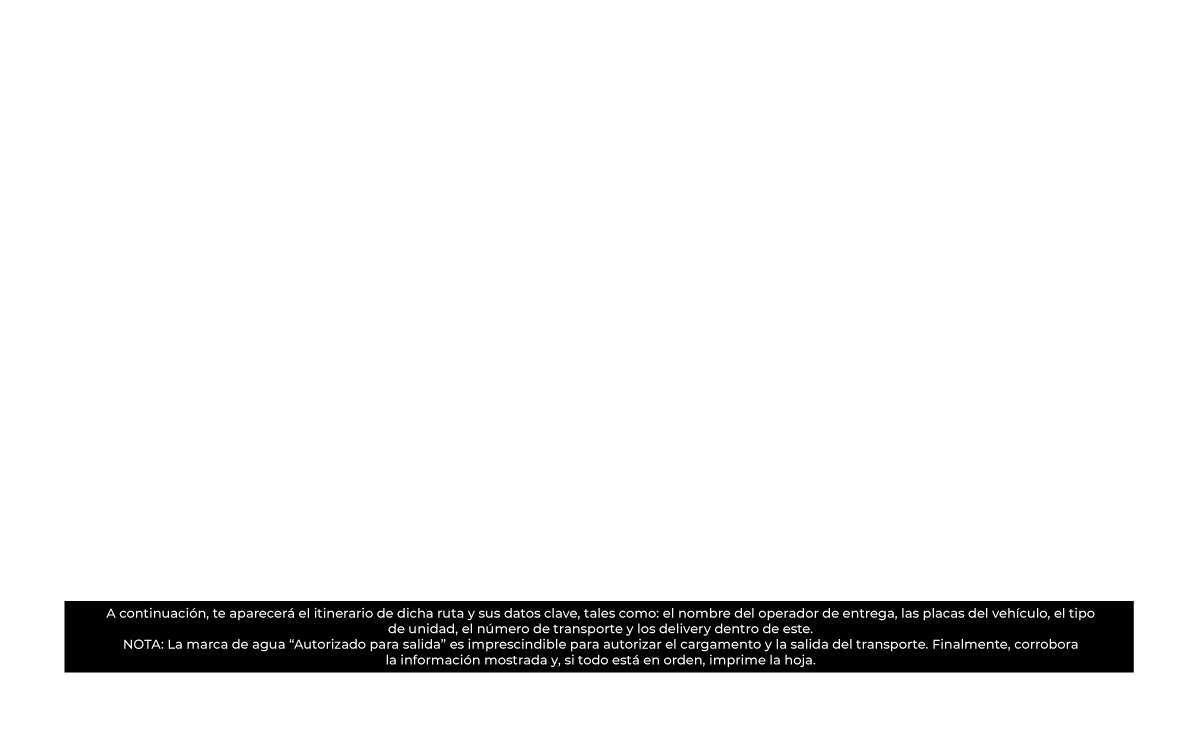 A continuación, te aparecerá el itinerario de dicha ruta y sus datos clave, tales como: el nombre del operador de entrega, las placas del vehículo, el tipo
de unidad, el número de transporte y los delivery dentro de este.
NOTA: La marca de agua “Autorizado para salida” es imprescindible para autorizar el cargamento y la salida del transporte. Finalmente, corrobora
la información mostrada y, si todo está en orden, imprime la hoja.